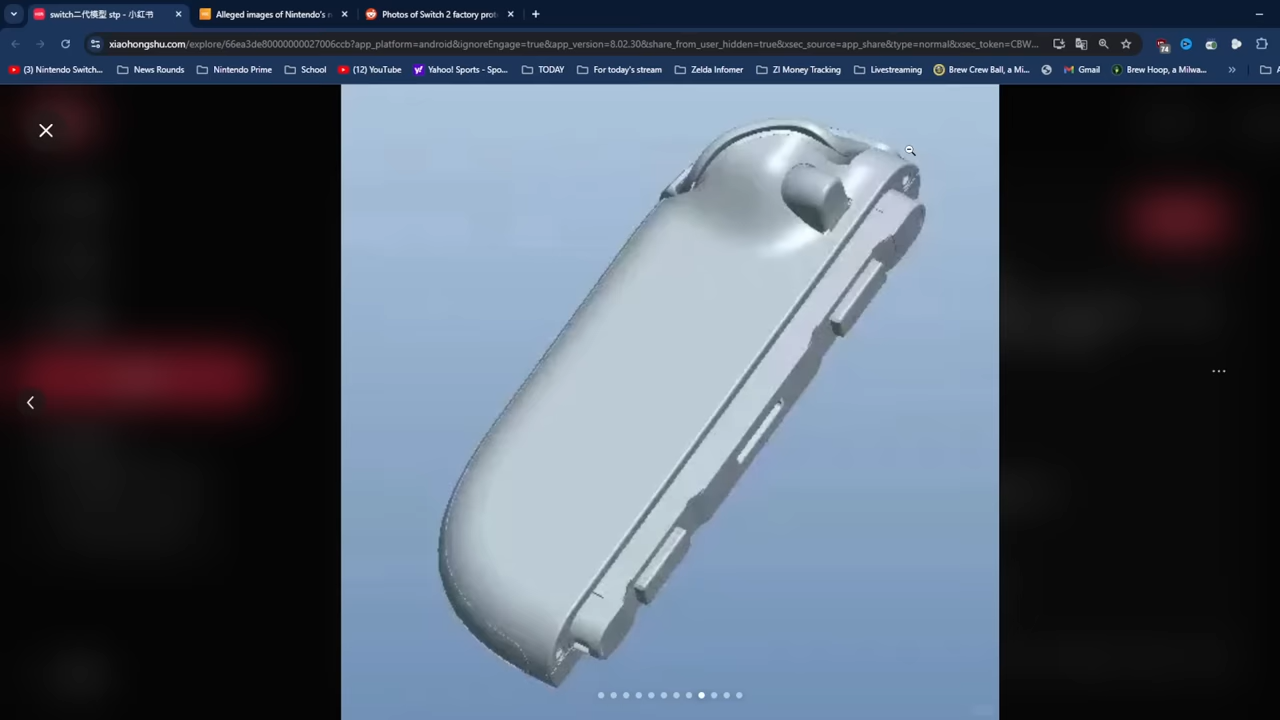 switch二代模型 stp - 小红书
Alleged images of Nintendo's n
Photos of Switch 2 factory prot
xiaohongshu.com/explore/66ea3de80000000027006ccb?app_platform=android&ignoreEngage=true&app_version=8.02.30&share_from_user_hidden=true&xsec_source=app_share&type=normal&xsec_token=CBW...
74
(3) Nintendo Switch...
News Rounds
Nintendo Prime
School
(12) YouTube
Yahoo! Sports - Spo...
TODAY
For today's stream
Zelda Informer
ZI Money Tracking
Livestreaming
Brew Crew Ball, a Mi...
Gmail
Brew Hoop, a Milwa...